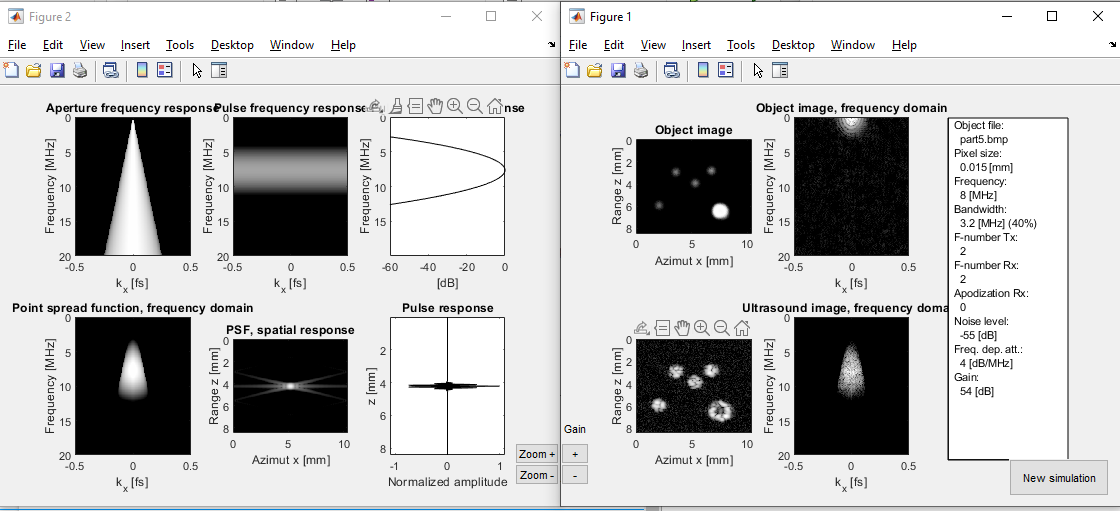 Figure 2
File Edit View Insert Tools Desktop Window Help
Aperture frequency response
Frequency [MHz]
0
5
10
15
20
-0.5 0 0.5
k_x [fs]
Pulse frequency response
Frequency [MHz]
0
5
10
15
20
-0.5 0 0.5
k_x [fs]
nse
Frequency [MHz]
5
10
15
-60 -40 -20 0
[dB]
Point spread function, frequency domain
Frequency [MHz]
0
5
10
15
20
-0.5 0 0.5
k_x [fs]
PSF, spatial response
Range z [mm]
0
2
4
6
8
0 5 10
Azimut x [mm]
Pulse response
z [mm]
2
4
6
8
-1 0 1
Normalized amplitude
Zoom +
Zoom -
Figure 1
File Edit View Insert Tools Desktop Window Help
Object image
Range z [mm]
0
2
4
6
8
0 5 10
Azimut x [mm]
Object image, frequency domain
Frequency [MHz]
0
5
10
15
20
-0.5 0 0.5
k_x [fs]
Range z [mm]
0
2
4
6
8
0 5 10
Azimut x [mm]
Ultrasound image, frequency doma
Frequency [MHz]
0
5
10
15
20
-0.5 0 0.5
k_x [fs]
Object file:
part5.bmp
Pixel size:
0.015 [mm]
Frequency:
8 [MHz]
Bandwidth:
3.2 [MHz] (40%)
F-number Tx:
2
F-number Rx:
2
Apodization Rx:
0
Noise level:
-55 [dB]
Freq. dep. att.:
4 [dB/MHz]
Gain:
54 [dB]
Gain
+
-
New simulation